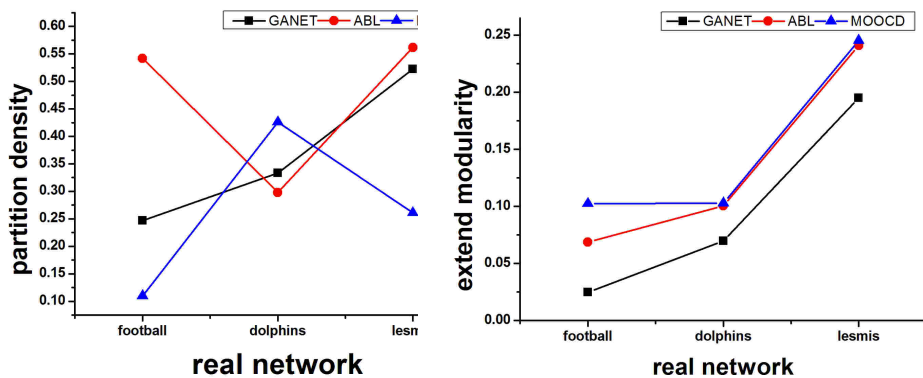 GANET ABL
0.60
0.55
0.50
0.45
0.40
0.35
0.30
0.25
0.20
0.15
0.10
partition density
football dolphins
real network
GANET ABL MOOCD
0.25
0.20
0.15
0.10
0.05
0.00
extend modularity
football dolphins lesmis
real network